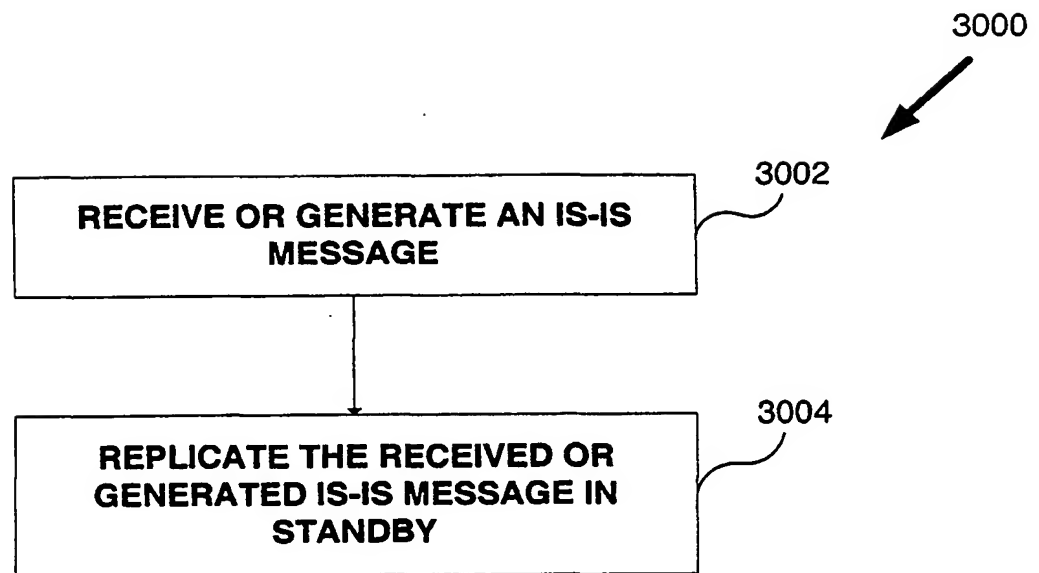 3000
3002
RECEIVE OR GENERATE AN IS-IS
MESSAGE
3004
REPLICATE THE RECEIVED OR
GENERATED IS-IS MESSAGE IN
STANDBY